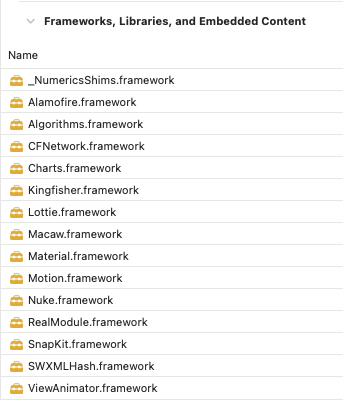 Frameworks, Libraries, and Embedded Content
Name
_NumericsShims.framework
Alamofire.framework
Algorithms.framework
CFNetwork.framework
Charts.framework
Kingfisher.framework
Lottie.framework
Macaw.framework
Material.framework
Motion.framework
Nuke.framework
RealModule.framework
SnapKit.framework
SWXMLHash.framework
ViewAnimator.framework